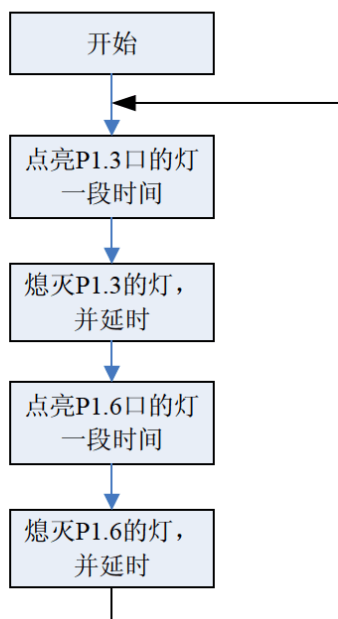 开始
点亮P1.3口的灯
一段时间
熄灭P1.3的灯，
并延时
点亮P1.6口的灯
一段时间
熄灭P1.6的灯，
并延时